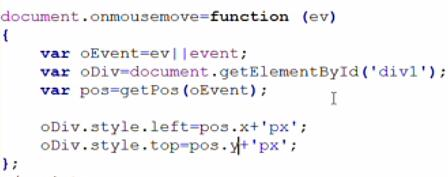 document.onmousemove=function (ev)
{
    var oEvent=ev||event;
    var oDiv=document.getElementById('div1');
    var pos=getPos(oEvent);

    oDiv.style.left=pos.x+'px';
    oDiv.style.top=pos.y+'px';
};